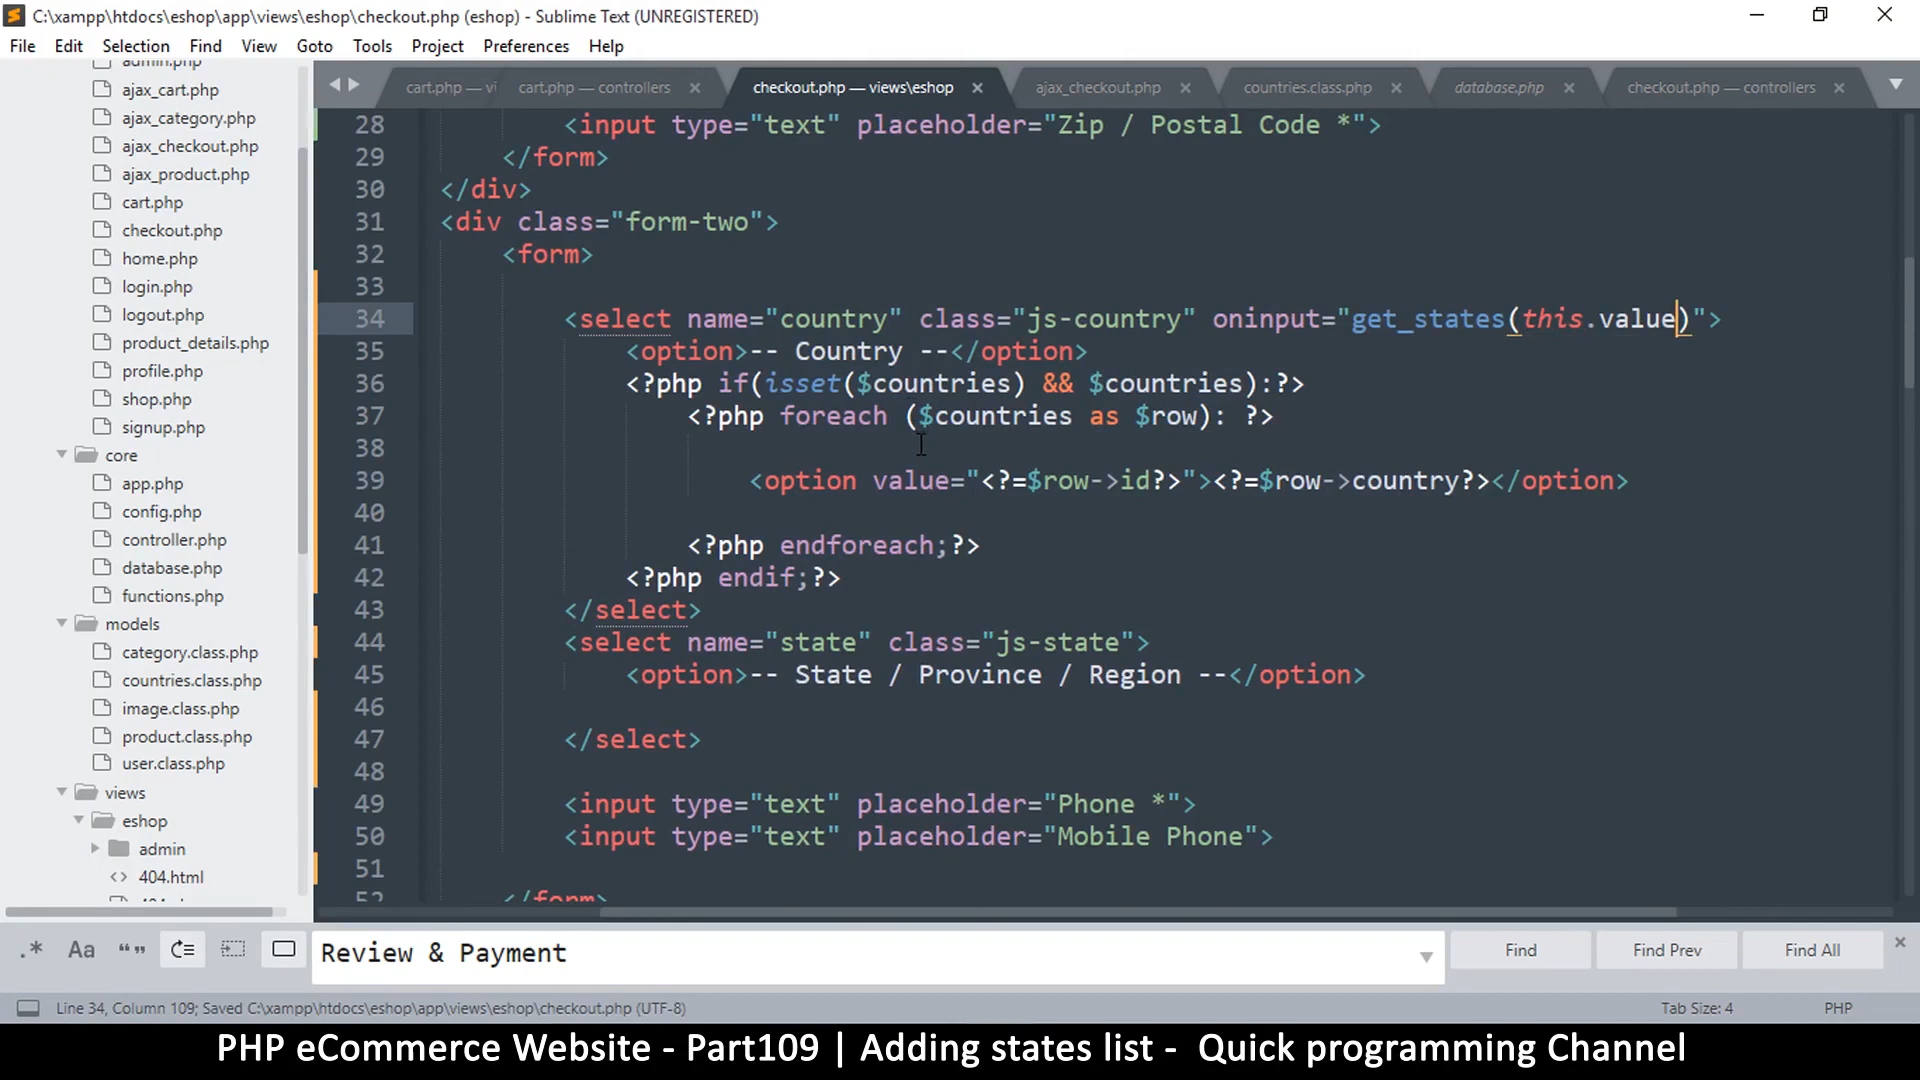 C:\xampp\htdocs\eshop\app\views\eshop\checkout.php (eshop) - Sublime Text (UNREGISTERED)
File Edit Selection Find View Goto Tools Project Preferences Help
admin.php
ajax_cart.php
ajax_category.php
ajax_checkout.php
ajax_product.php
cart.php
checkout.php
home.php
login.php
logout.php
product_details.php
profile.php
shop.php
signup.php
core
app.php
config.php
controller.php
database.php
functions.php
models
category.class.php
countries.class.php
image.class.php
product.class.php
user.class.php
views
eshop
admin
404.html
cart.php — vi cart.php — controllers checkout.php — views\eshop ajax_checkout.php countries.class.php database.php checkout.php — controllers
28 <input type="text" placeholder="Zip / Postal Code *">
29 </form>
30 </div>
31 <div class="form-two">
32 <form>
33
34 <select name="country" class="js-country" oninput="get_states(this.value)">
35 <option>-- Country --</option>
36 <?php if(isset($countries) && $countries):?>
37 <?php foreach ($countries as $row): ?>
38
39 <option value="<?=$row->id?>"><?=$row->country?></option>
40
41 <?php endforeach;?>
42 <?php endif;?>
43 </select>
44 <select name="state" class="js-state">
45 <option>-- State / Province / Region --</option>
46
47 </select>
48
49 <input type="text" placeholder="Phone *">
50 <input type="text" placeholder="Mobile Phone">
51
52 </form>
.* Aa “” Review & Payment Find Find Prev Find All
Line 34, Column 109; Saved C:\xampp\htdocs\eshop\app\views\eshop\checkout.php (UTF-8) Tab Size: 4 PHP
PHP eCommerce Website - Part109 | Adding states list - Quick programming Channel